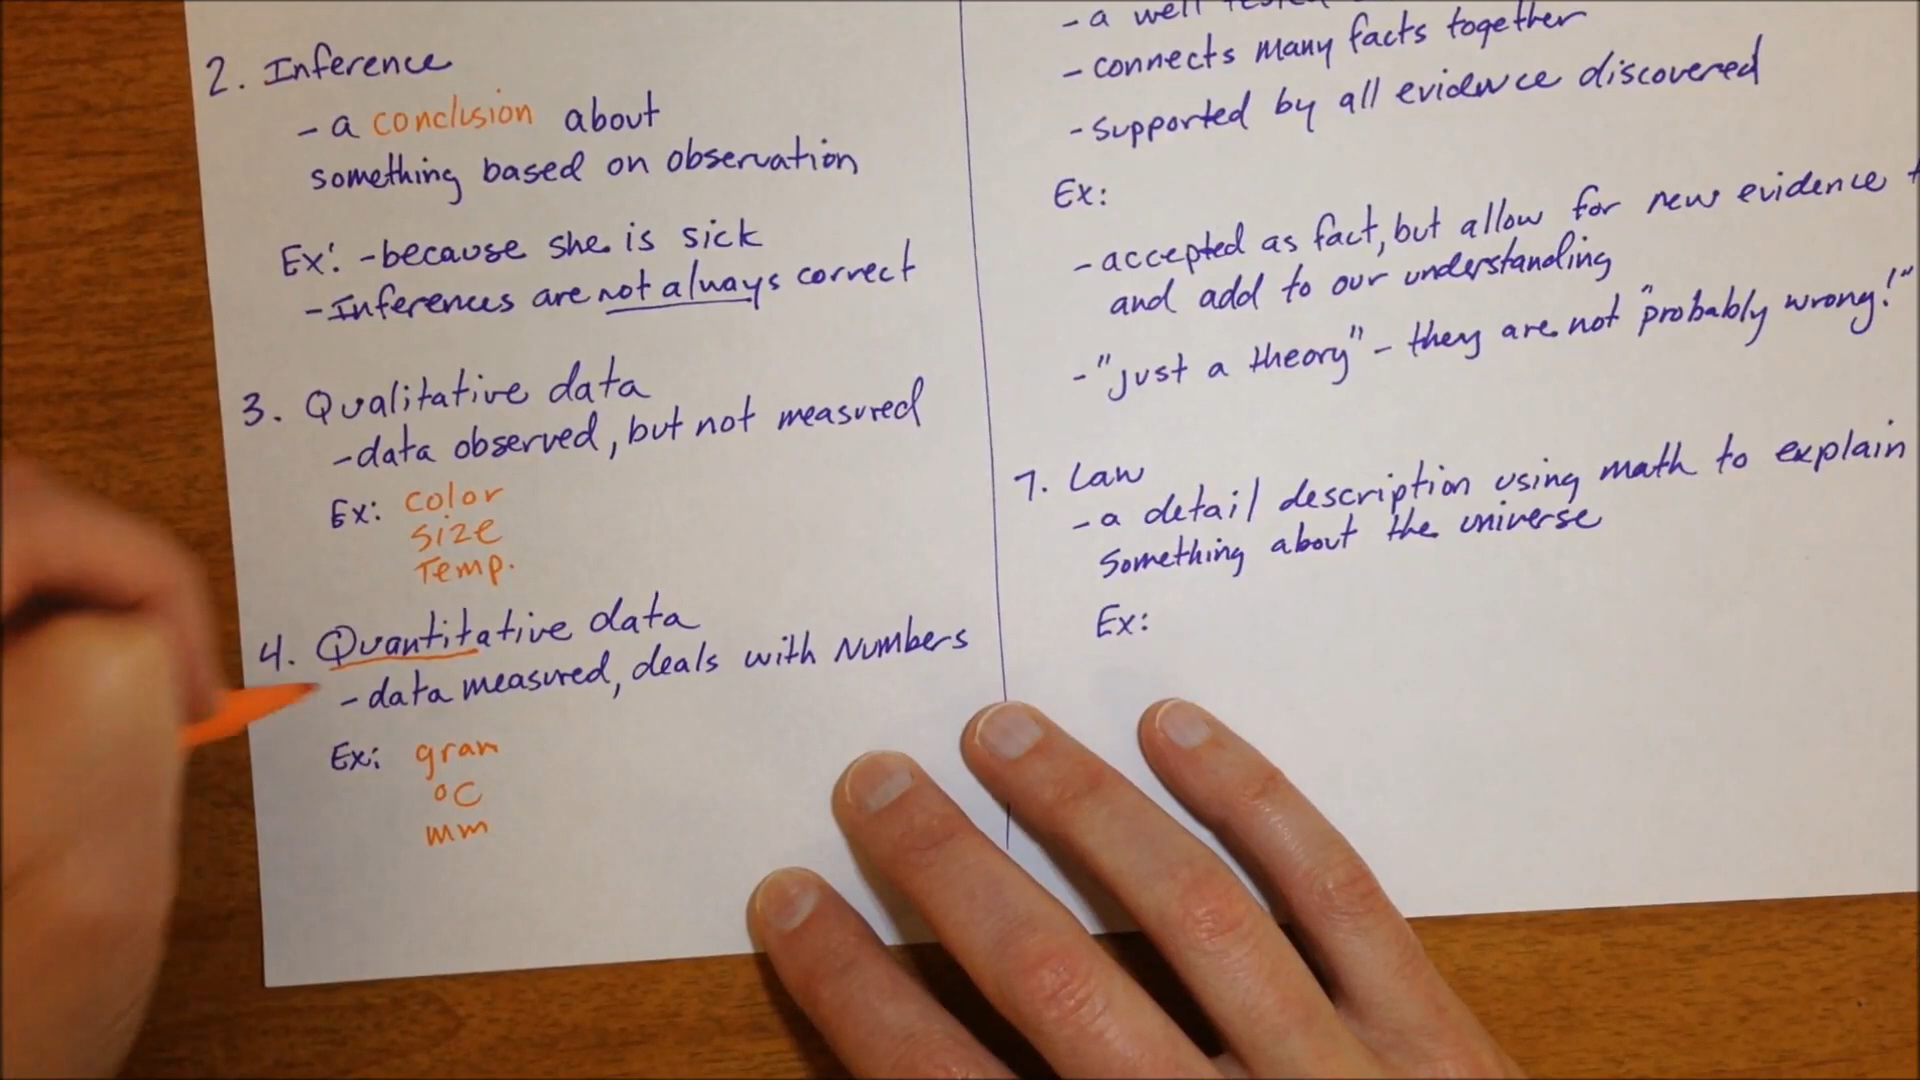 2. Inference
- a conclusion about
something based on observation
Ex: - because she is sick
- Inferences are not always correct
3. Qualitative data
- data observed, but not measured
Ex: color
Size
Temp.
4. Quantitative data
- data measured, deals with Numbers
Ex: gram
°C
mm
- a well
- connects many facts together
- supported by all evidence discovered
Ex:
- accepted as fact, but allow for new evidence
and add to our understanding
- "just a theory" - they are not "probably wrong!"
7. Law
- a detail description using math to explain
something about the universe
Ex: